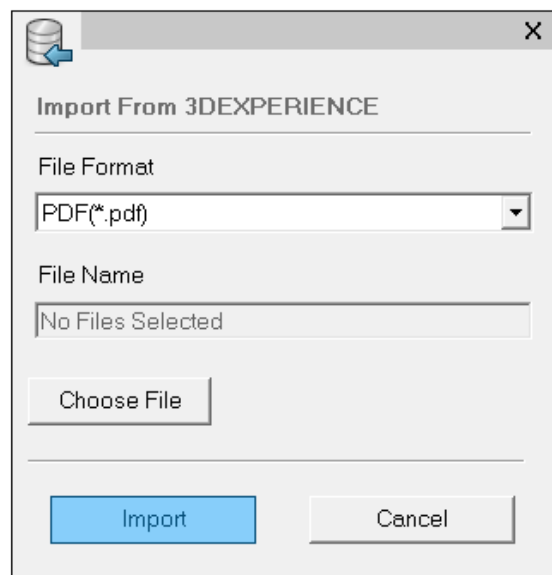 X
Import From 3DEXPERIENCE
File Format
PDF(*.pdf)
File Name
No Files Selected
Choose File
Import Cancel